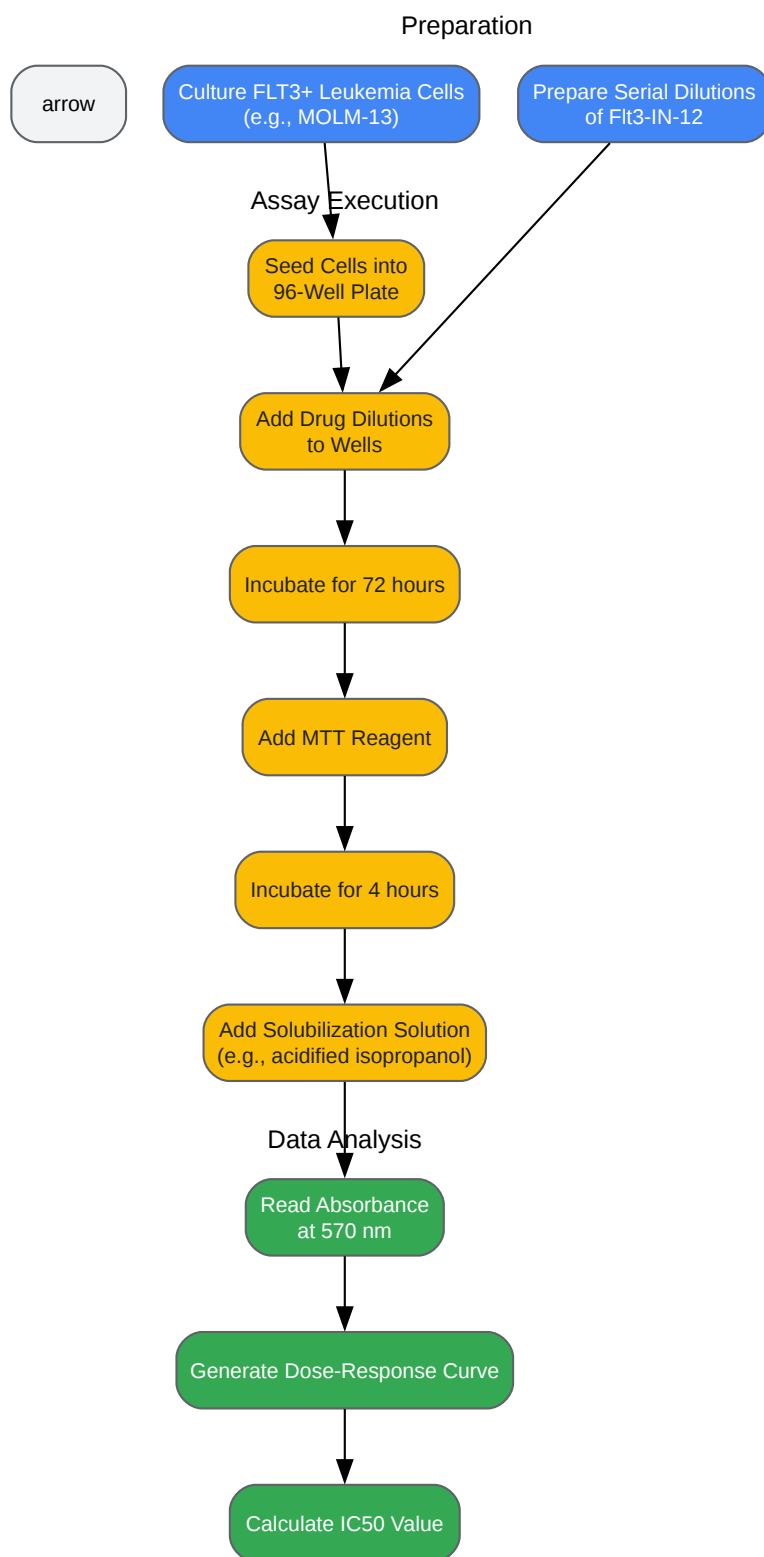 Preparation
arrow
Culture FLT3+ Leukemia Cells
(e.g., MOLM-13)
Prepare Serial Dilutions
of Flt3-IN-12
Assay Execution
Seed Cells into
96-Well Plate
Add Drug Dilutions
to Wells
Incubate for 72 hours
Add MTT Reagent
Incubate for 4 hours
Add Solubilization Solution
(e.g., acidified isopropanol)
Data Analysis
Read Absorbance
at 570 nm
Generate Dose-Response Curve
Calculate IC50 Value